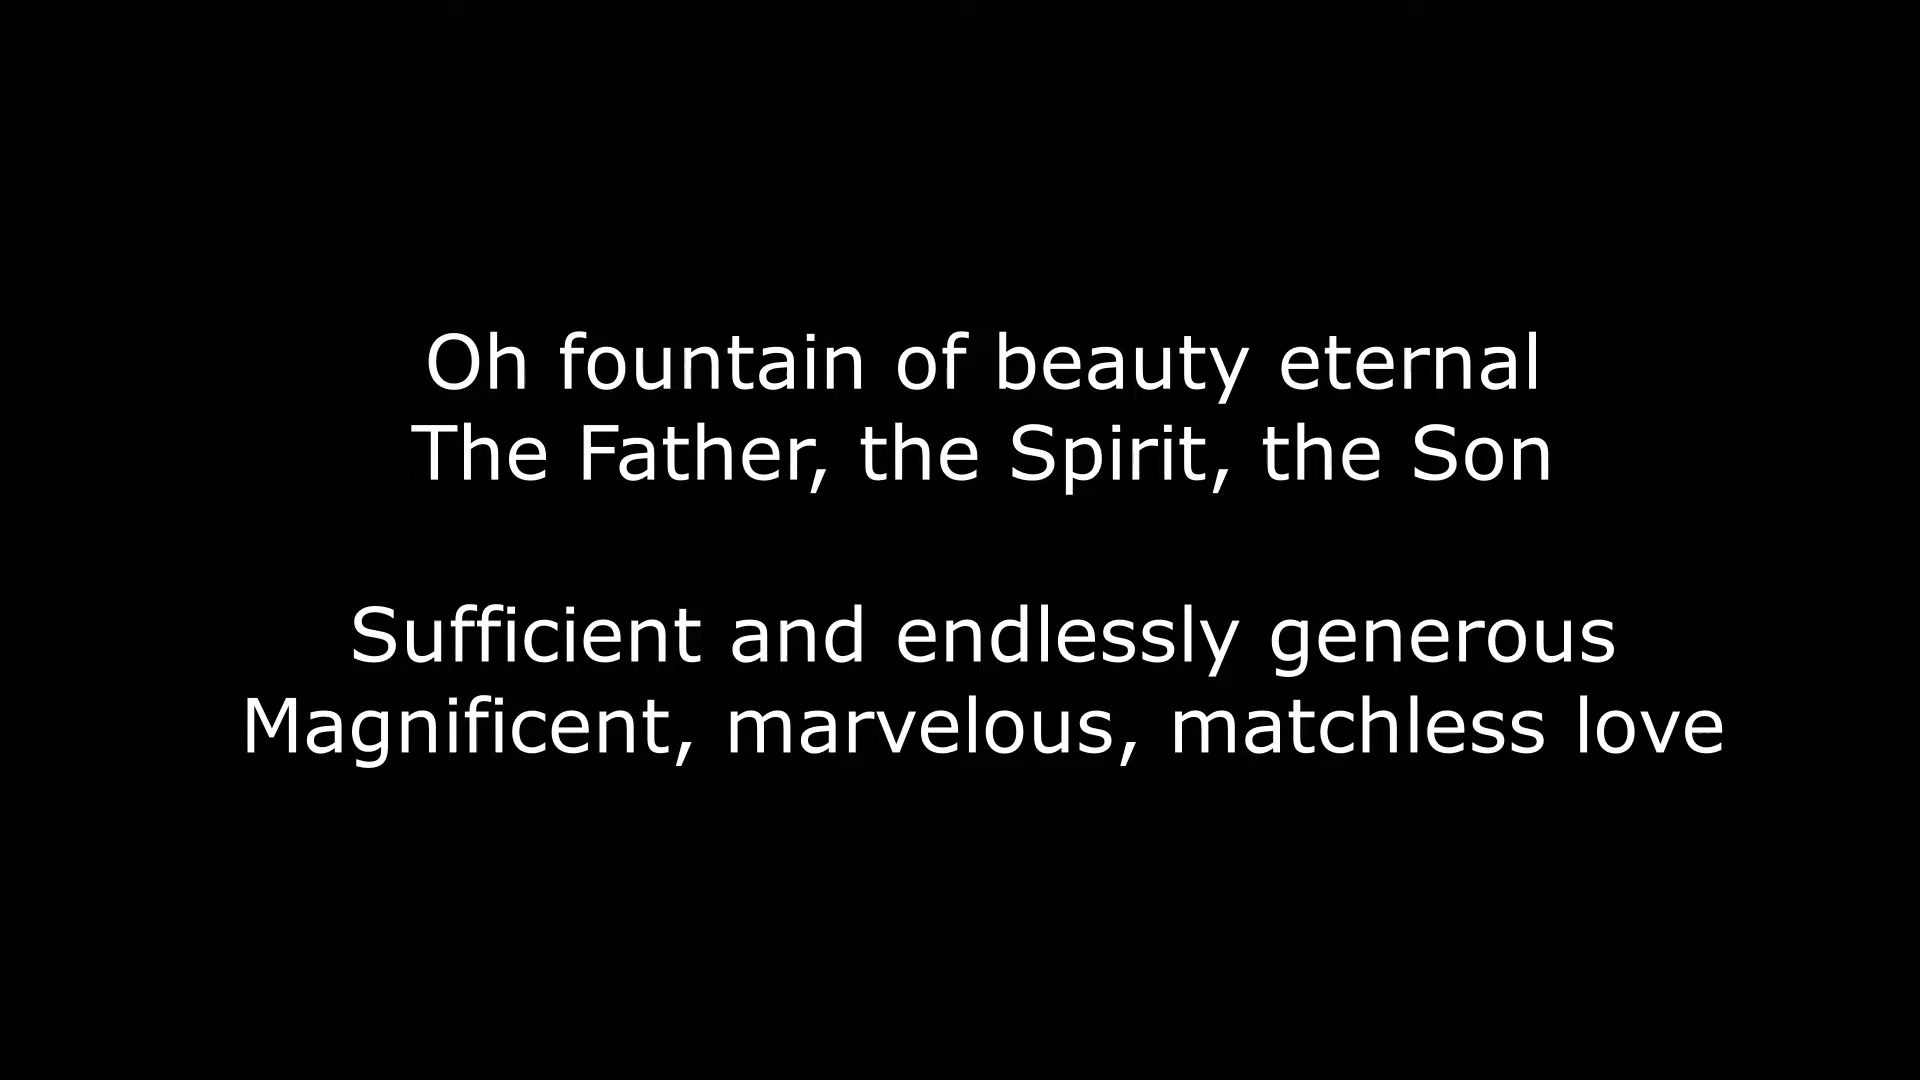 Oh fountain of beauty eternal
The Father, the Spirit, the Son
Sufficient and endlessly generous
Magnificent, marvelous, matchless love